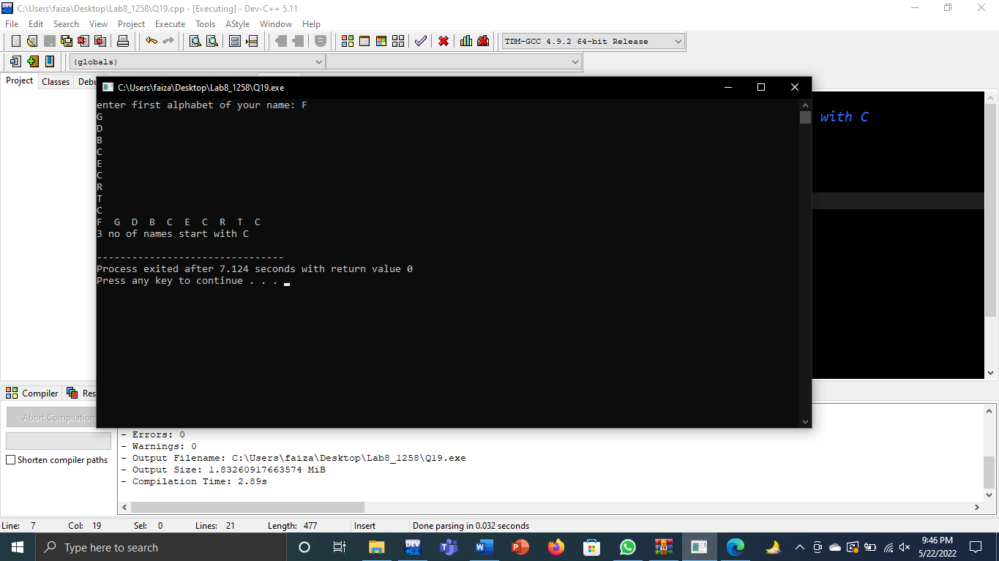 C:\Users\faiza\Desktop\Lab8_1258\Q19.cpp - [Executing] - Dev-C++ 5.11
File Edit Search View Project Execute Tools AStyle Window Help
TDM-GCC 4.9.2 64-bit Release
(globals)
Project Classes Debu
C:\Users\faiza\Desktop\Lab8_1258\Q19.exe
enter first alphabet of your name: F
G
D
B
C
E
C
R
T
C
F G D B C E C R T C
3 no of names start with C
--------------------------------
Process exited after 7.124 seconds with return value 0
Press any key to continue . . .
with C
Compiler Res
Abort Compilation
Shorten compiler paths
- Errors: 0
- Warnings: 0
- Output Filename: C:\Users\faiza\Desktop\Lab8_1258\Q19.exe
- Output Size: 1.83260917663574 MiB
- Compilation Time: 2.89s
Line: 7 Col: 19 Sel: 0 Lines: 21 Length: 477 Insert Done parsing in 0.032 seconds
Type here to search
DEV
9:46 PM
5/22/2022